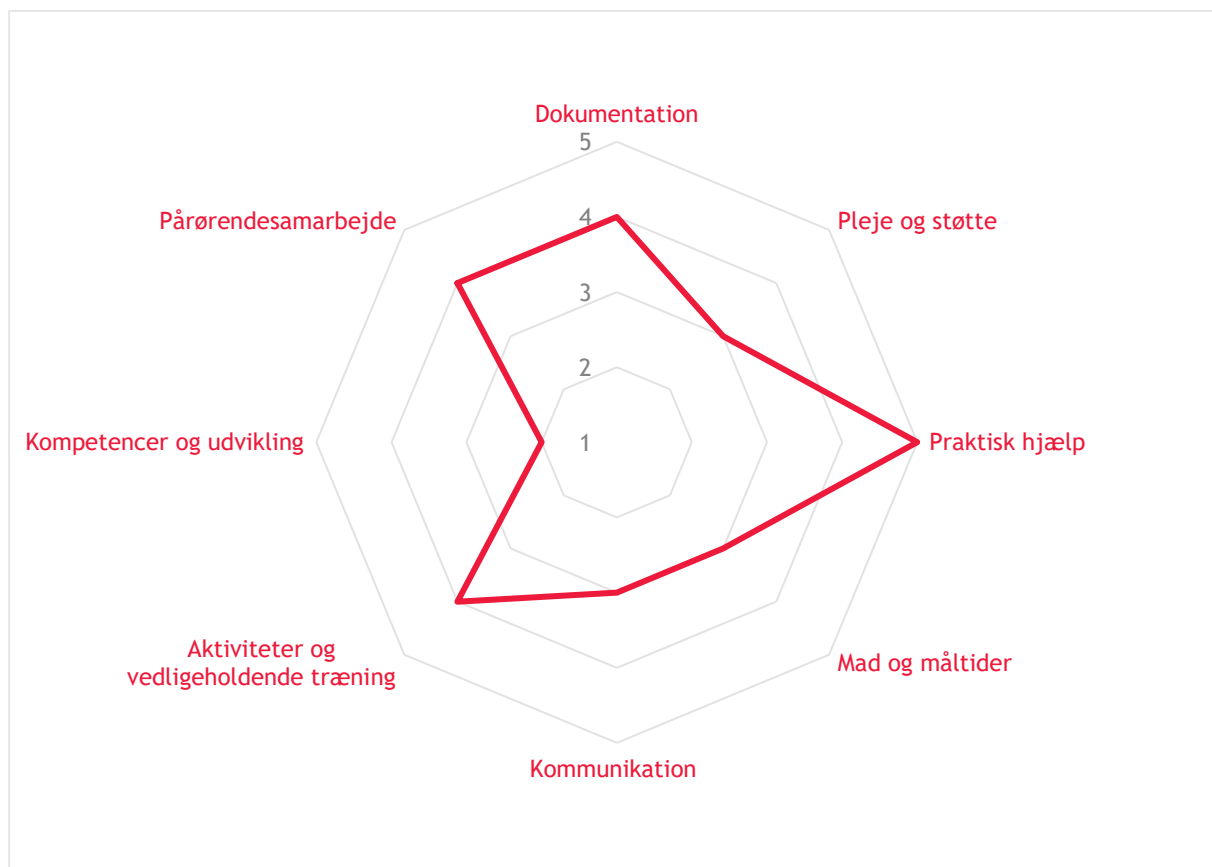 Dokumentation
5
Pårørendesamarbejde
4
Pleje og støtte
3
2
Kompetencer og udvikling
1
Praktisk hjælp
Aktiviteter og
vedligeholdende træning
Mad og måltider
Kommunikation